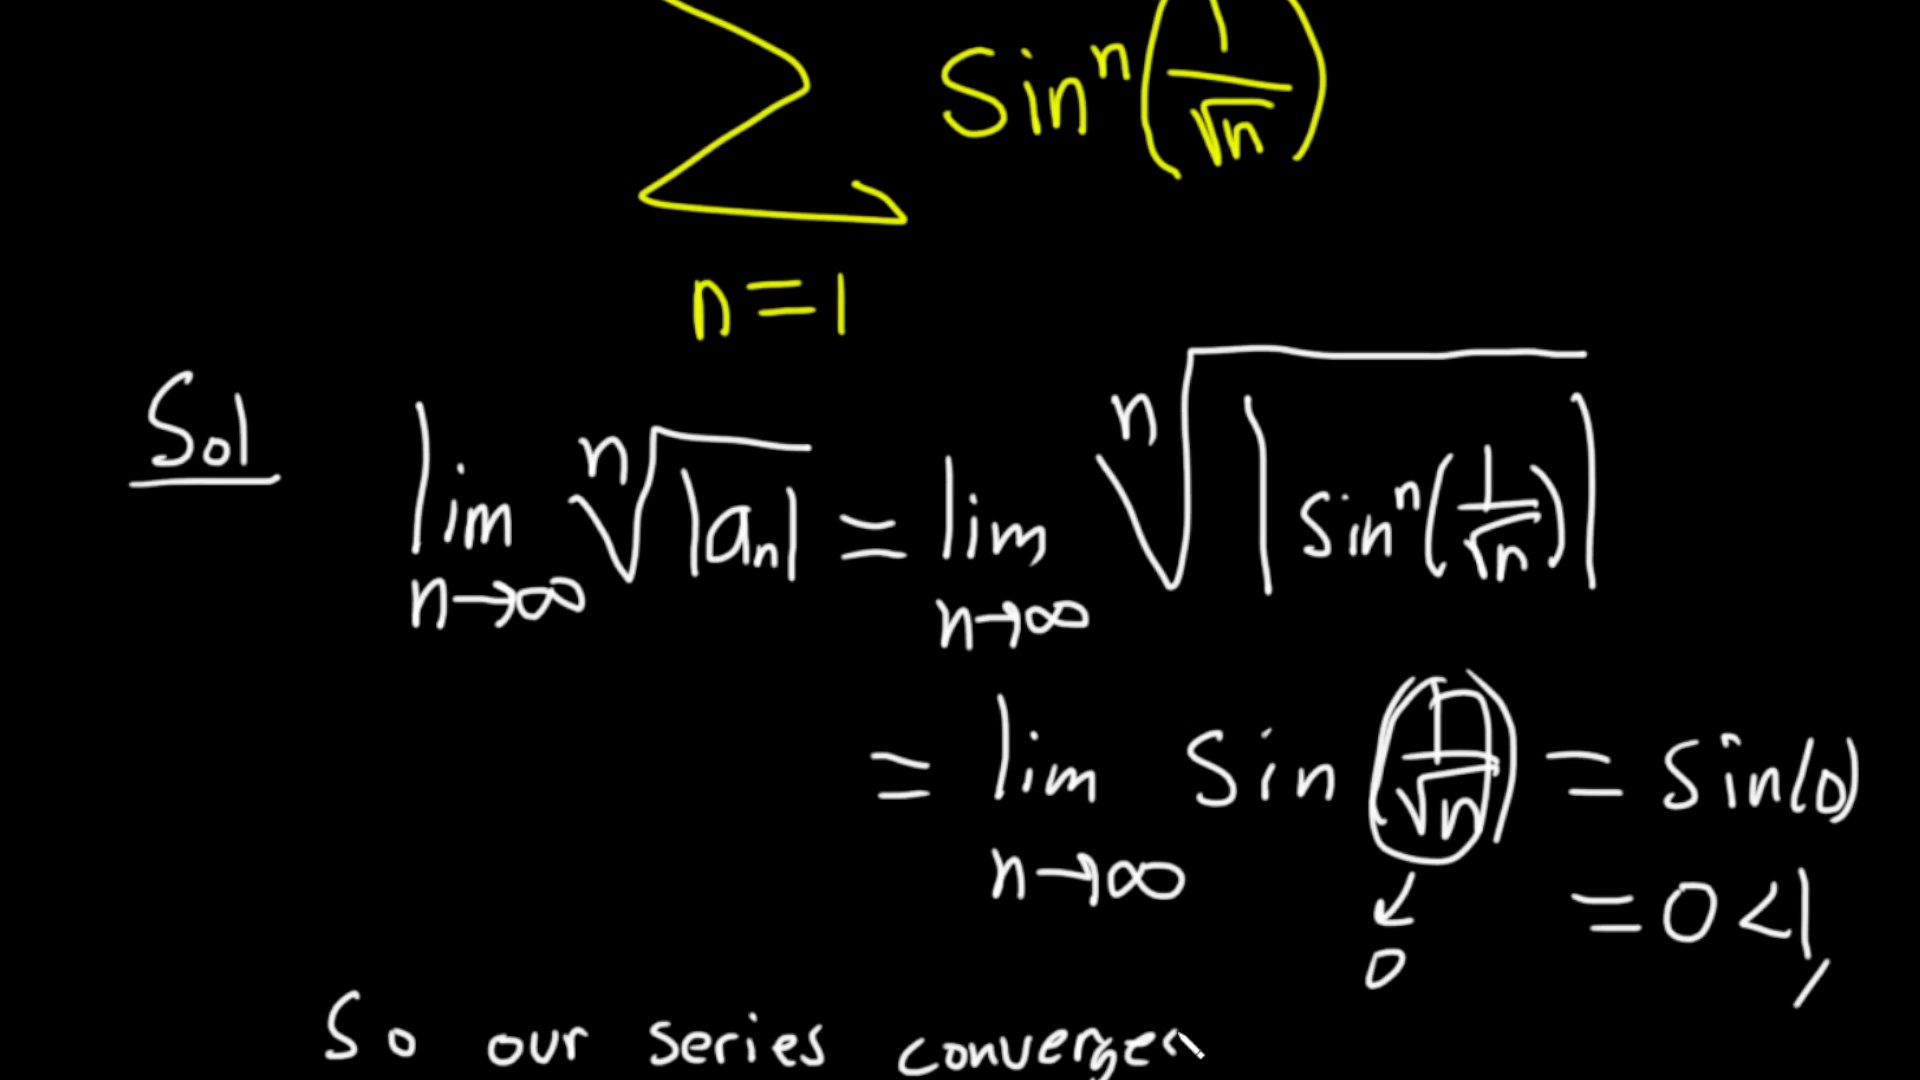 ∑ sinⁿ(1/√n)
n=1
Sol lim ⁿ√|aₙ| = lim ⁿ√|sinⁿ(1/√n)|
n→∞ n→∞
= lim sin(1/√n) = sin(0)
n→∞ = 0 < 1,
0
So our series converges